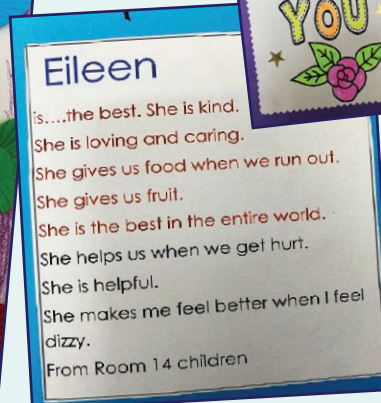 YOU
Eileen
is....the best. She is kind.
She is loving and caring.
She gives us food when we run out.
She gives us fruit.
She is the best in the entire world.
She helps us when we get hurt.
She is helpful.
She makes me feel better when I feel
dizzy.
From Room 14 children